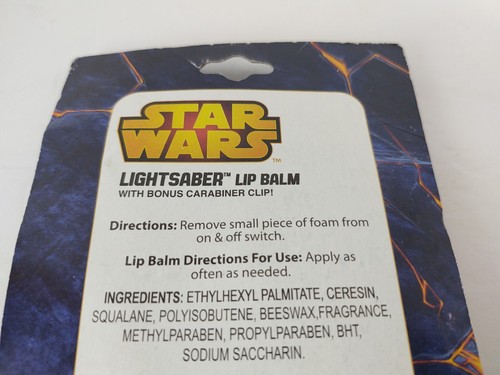 STAR
WARS™
LIGHTSABER™ LIP BALM
WITH BONUS CARABINER CLIP!
Directions: Remove small piece of foam from
on & off switch.
Lip Balm Directions For Use: Apply as
often as needed.
INGREDIENTS: ETHYLHEXYL PALMITATE, CERESIN,
SQUALANE, POLYISOBUTENE, BEESWAX,FRAGRANCE,
METHYLPARABEN, PROPYLPARABEN, BHT,
SODIUM SACCHARIN.